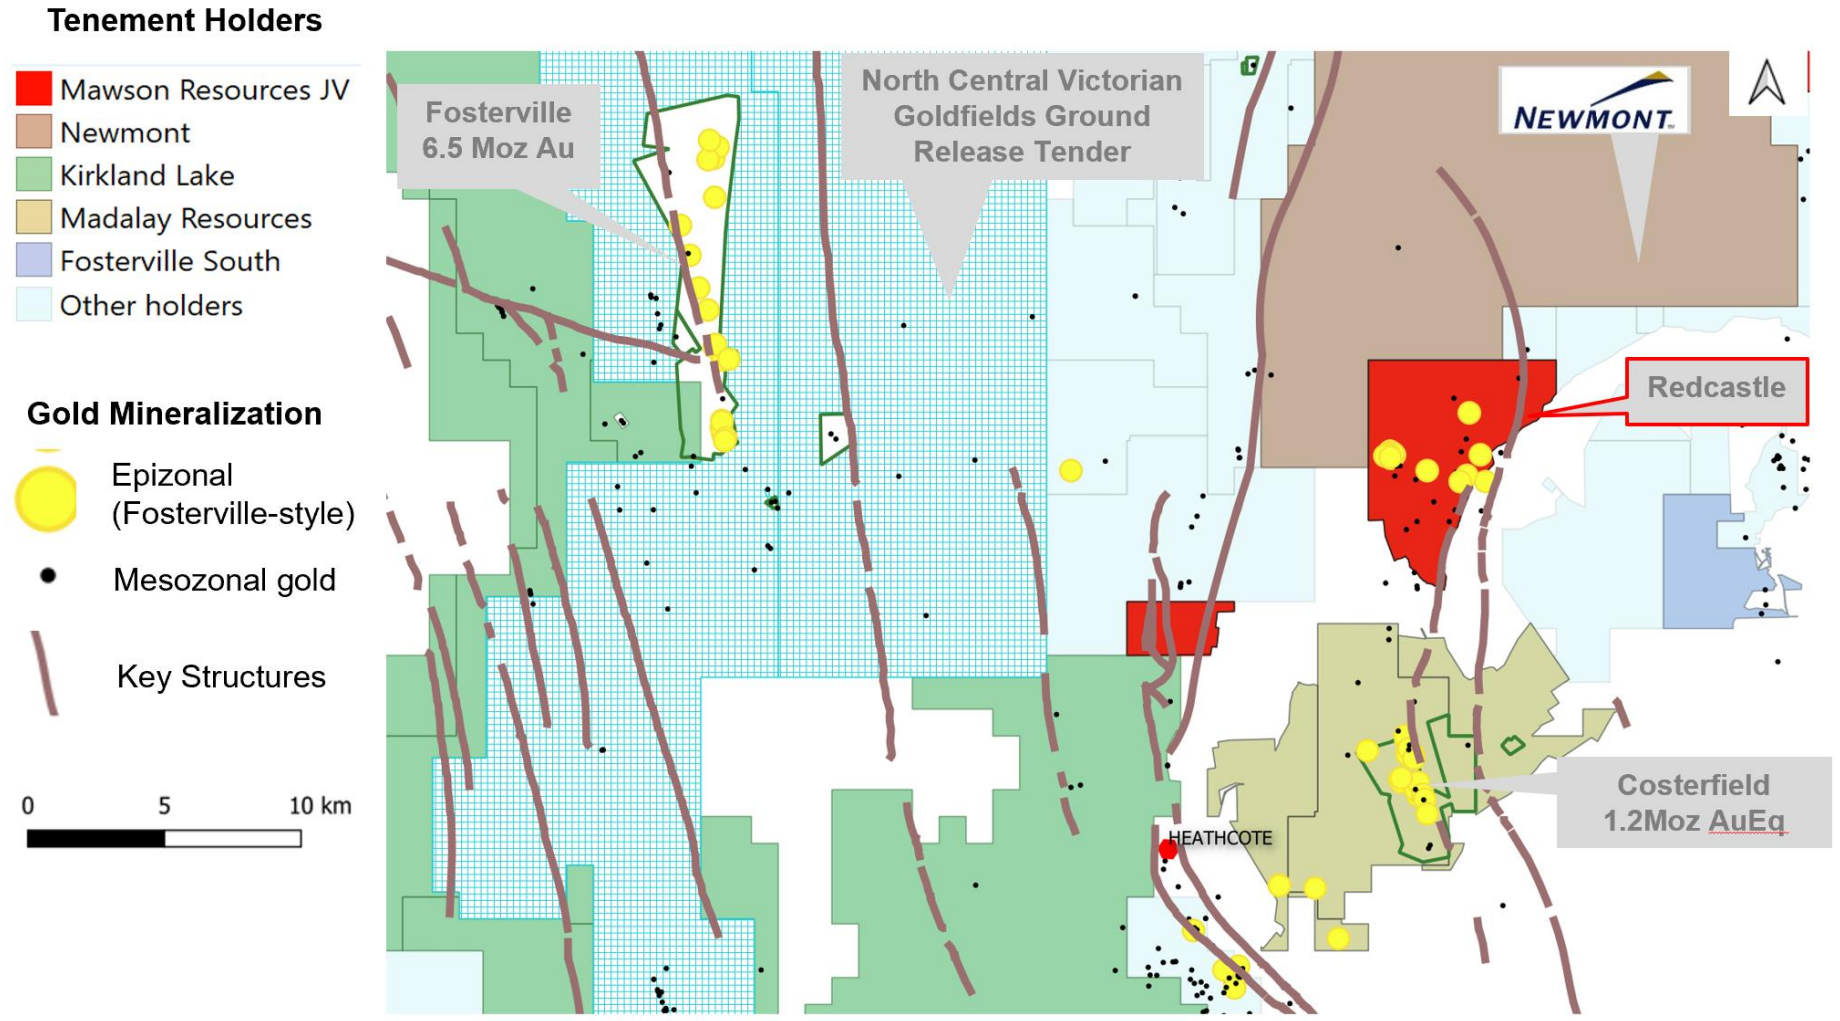 Tenement Holders
Mawson Resources JV
Newmont
Kirkland Lake
Madalay Resources
Fosterville South
Other holders
Gold Mineralization
Epizonal
(Fosterville-style)
Mesozonal gold
Key Structures
0 5 10 km
Fosterville
6.5 Moz Au
North Central Victorian
Goldfields Ground
Release Tender
NEWMONT™
Redcastle
Costerfield
1.2Moz AuEq
HEATHCOTE